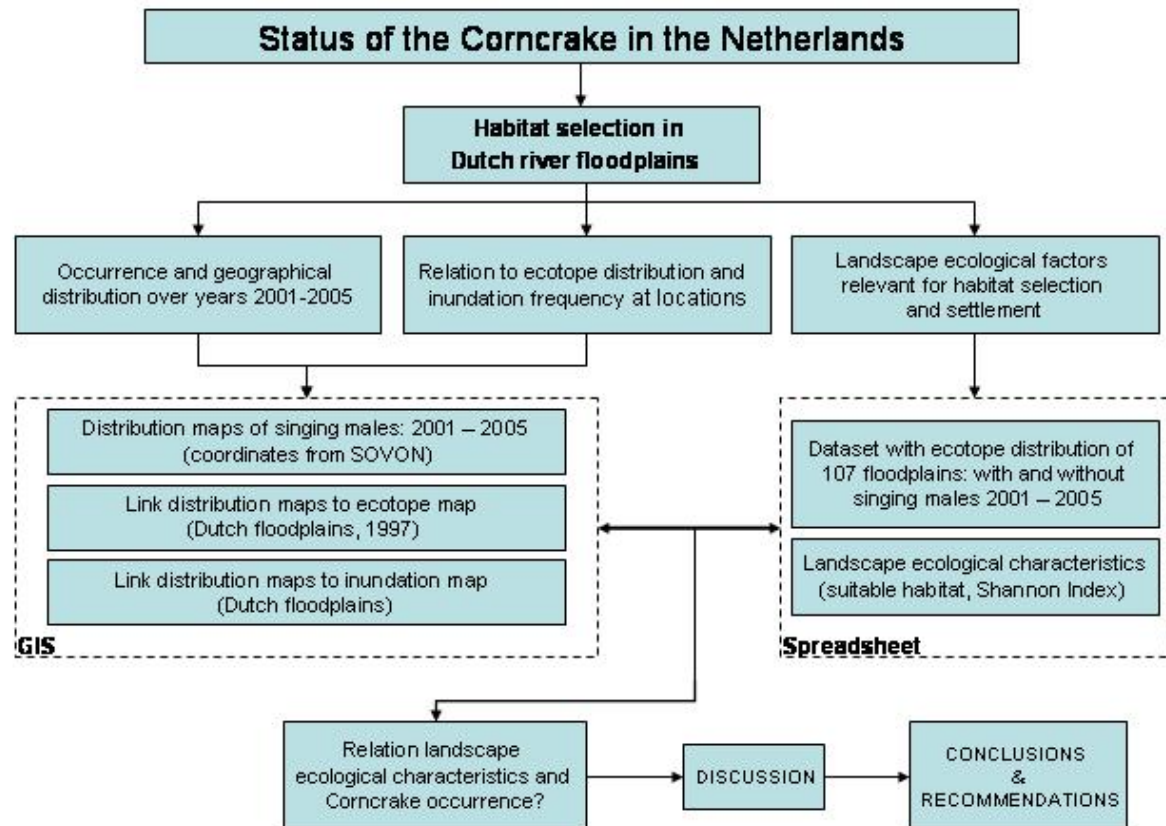 Status of the Corncrake in the Netherlands
Habitat selection in
Dutch river floodplains
Occurrence and geographical
distribution over years 2001-2005
Relation to ecotope distribution and
inundation frequency at locations
Landscape ecological factors
relevant for habitat selection
and settlement
Distribution maps of singing males: 2001 – 2005
(coordinates from SOVON)
Link distribution maps to ecotope map
(Dutch floodplains, 1997)
Link distribution maps to inundation map
(Dutch floodplains)
GIS
Dataset with ecotope distribution of
107 floodplains: with and without
singing males 2001 – 2005
Landscape ecological characteristics
(suitable habitat, Shannon Index)
Spreadsheet
Relation landscape
ecological characteristics and
Corncrake occurrence?
DISCUSSION
CONCLUSIONS
&
RECOMMENDATIONS